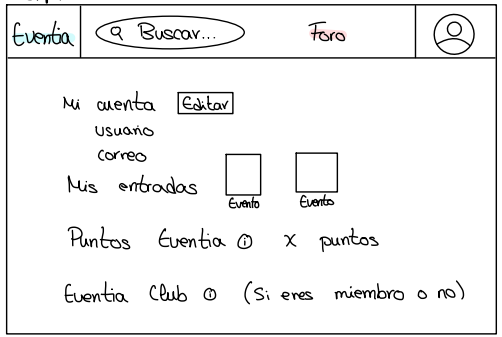 Eventia Buscar... Foro
Mi cuenta Editar
usuario
correo
Mis entradas
Evento Evento
Puntos Eventia i X puntos
Eventia Club i (Si eres miembro o no)